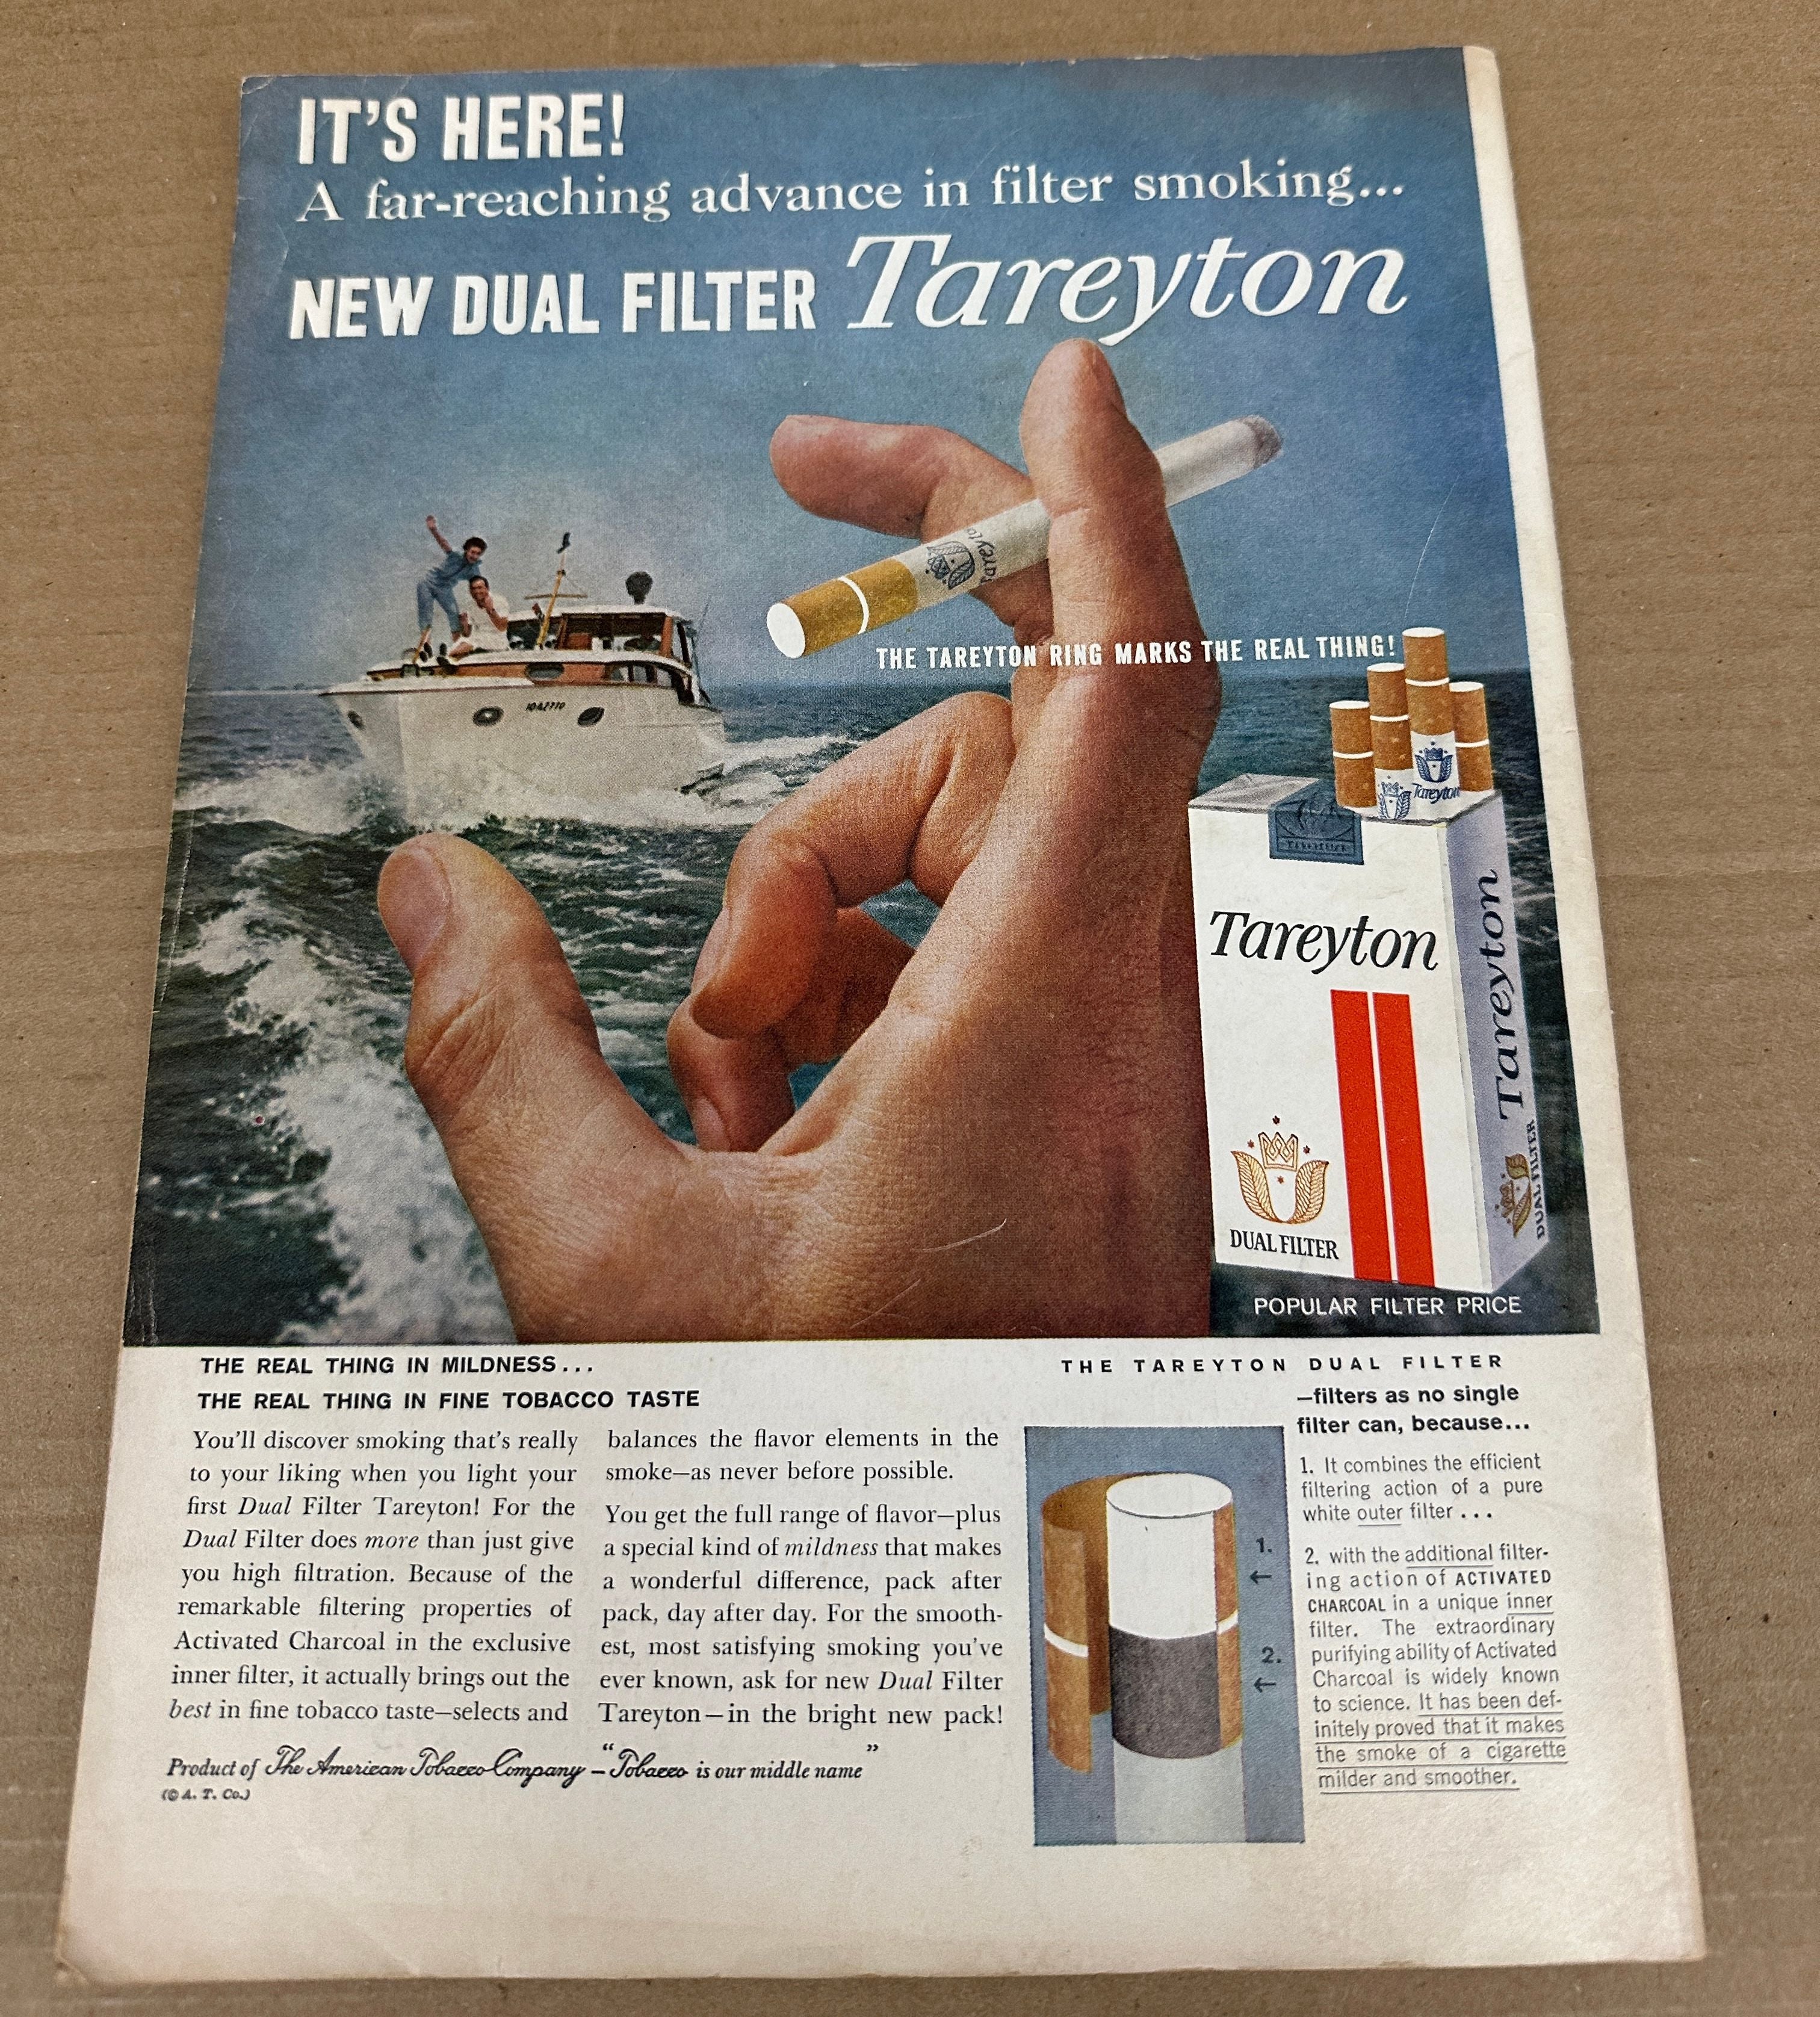 IT'S HERE!
A far-reaching advance in filter smoking...
NEW DUAL FILTER Tareyton
Tareyton
THE TAREYTON RING MARKS THE REAL THING!
Tareyton
Tareyton
Tareyton
DUAL FILTER
DUAL FILTER
POPULAR FILTER PRICE
THE REAL THING IN MILDNESS...
THE REAL THING IN FINE TOBACCO TASTE
You'll discover smoking that's really
to your liking when you light your
first Dual Filter Tareyton! For the
Dual Filter does more than just give
you high filtration. Because of the
remarkable filtering properties of
Activated Charcoal in the exclusive
inner filter, it actually brings out the
best in fine tobacco taste—selects and
balances the flavor elements in the
smoke—as never before possible.
You get the full range of flavor—plus
a special kind of mildness that makes
a wonderful difference, pack after
pack, day after day. For the smooth-
est, most satisfying smoking you've
ever known, ask for new Dual Filter
Tareyton—in the bright new pack!
Product of The American Tobacco Company – "Tobacco is our middle name"
(© A. T. Co.)
THE TAREYTON DUAL FILTER
—filters as no single
filter can, because...
1.
2.
1. It combines the efficient
filtering action of a pure
white outer filter...
2. with the additional filter-
ing action of ACTIVATED
CHARCOAL in a unique inner
filter. The extraordinary
purifying ability of Activated
Charcoal is widely known
to science. It has been def-
initely proved that it makes
the smoke of a cigarette
milder and smoother.